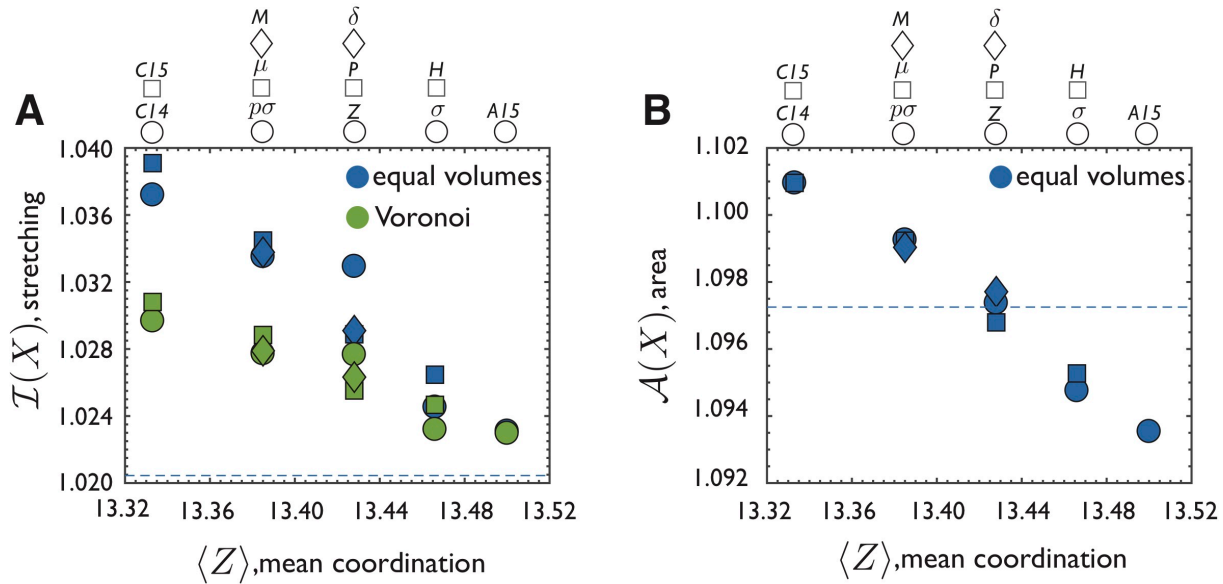 A
M δ
C15 μ P H
C14 pσ Z σ A15
1.040
1.036
1.032
1.028
1.024
1.020
equal volumes
Voronoi
ℐ(X), stretching
13.32 13.36 13.40 13.44 13.48 13.52
⟨Z⟩,mean coordination
B
M δ
C15 μ P H
C14 pσ Z σ A15
1.102
1.100
1.098
1.096
1.094
1.092
equal volumes
𝒜(X), area
13.32 13.36 13.40 13.44 13.48 13.52
⟨Z⟩,mean coordination